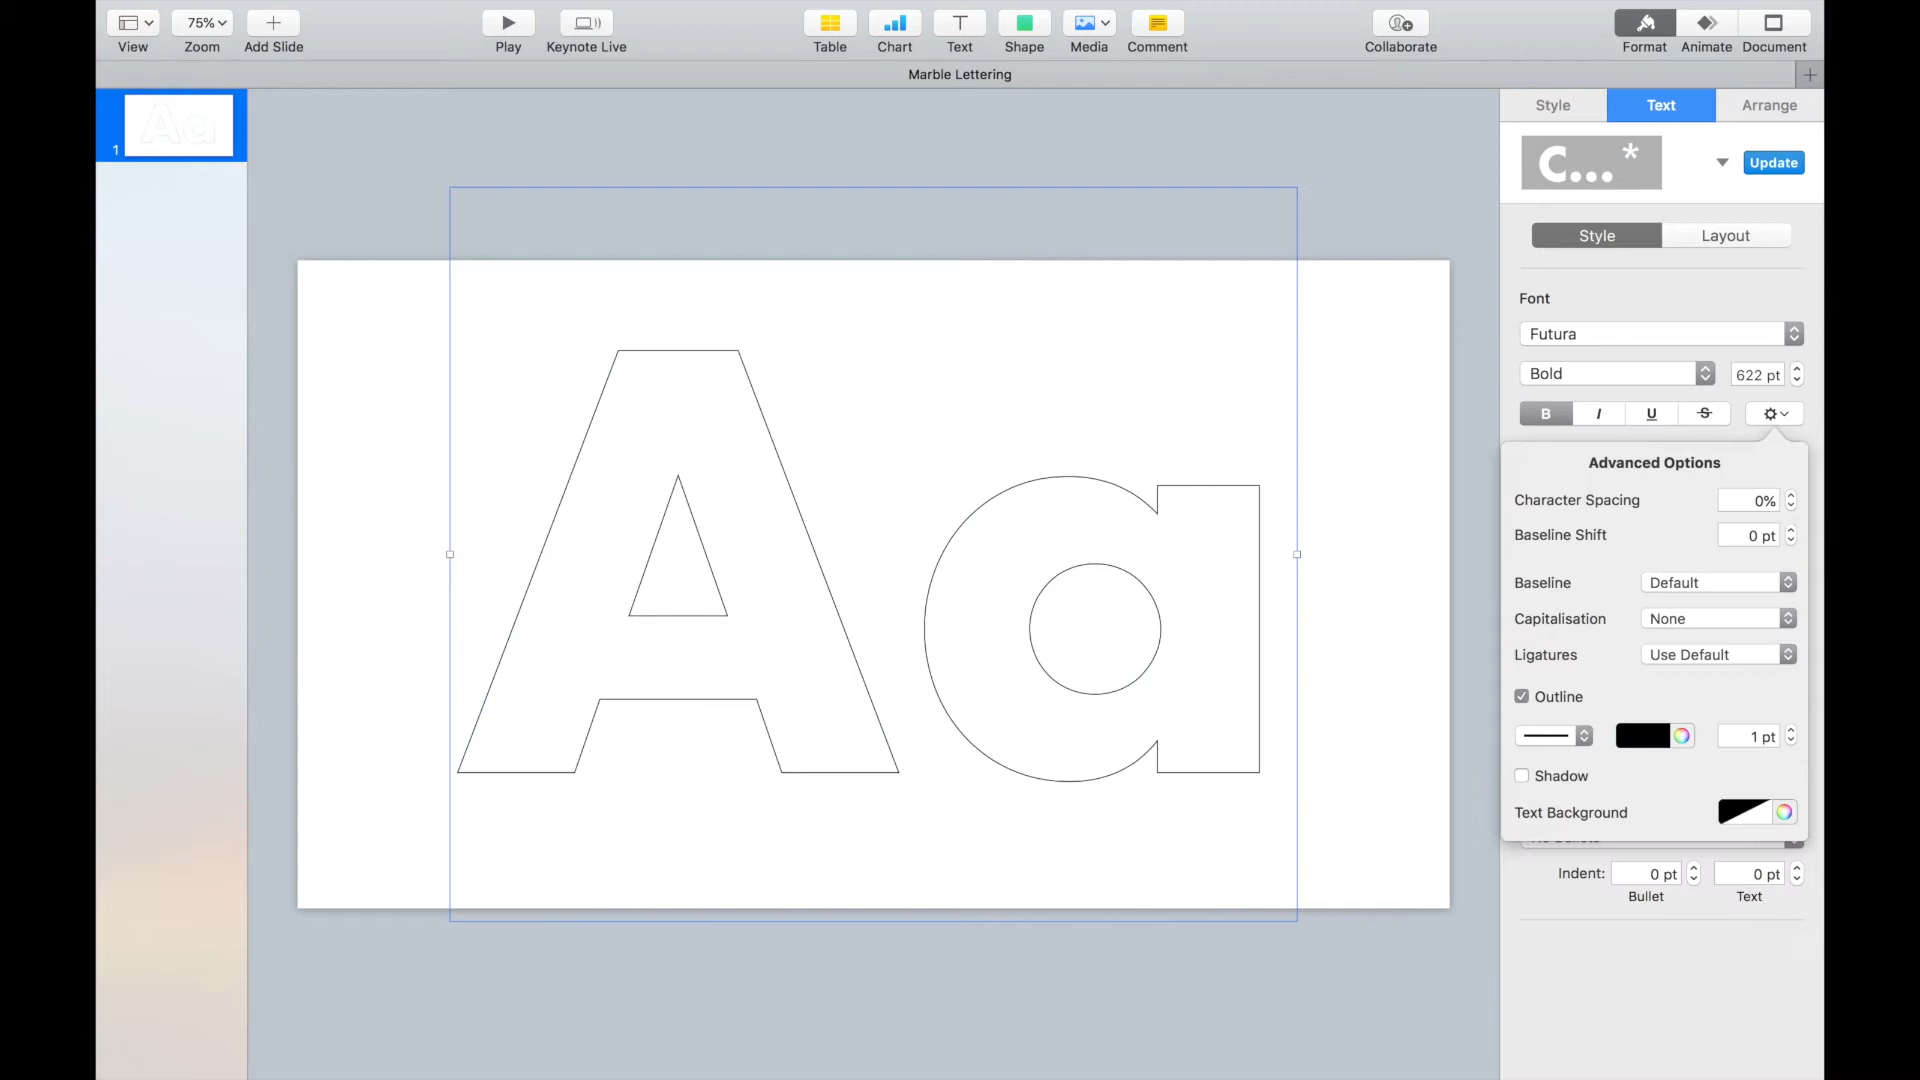 75%
View
Zoom
Add Slide
Play
Keynote Live
Table
Chart
Text
Shape
Media
Comment
Collaborate
Format
Animate
Document
Marble Lettering
Aa
1
Style
Text
Arrange
C...*
Update
Style
Layout
Font
Futura
Bold
622 pt
B
I
U
S
Advanced Options
Character Spacing
0%
Baseline Shift
0 pt
Baseline
Default
Capitalisation
None
Ligatures
Use Default
Outline
1 pt
Shadow
Text Background
Indent:
0 pt
0 pt
Bullet
Text
Aa